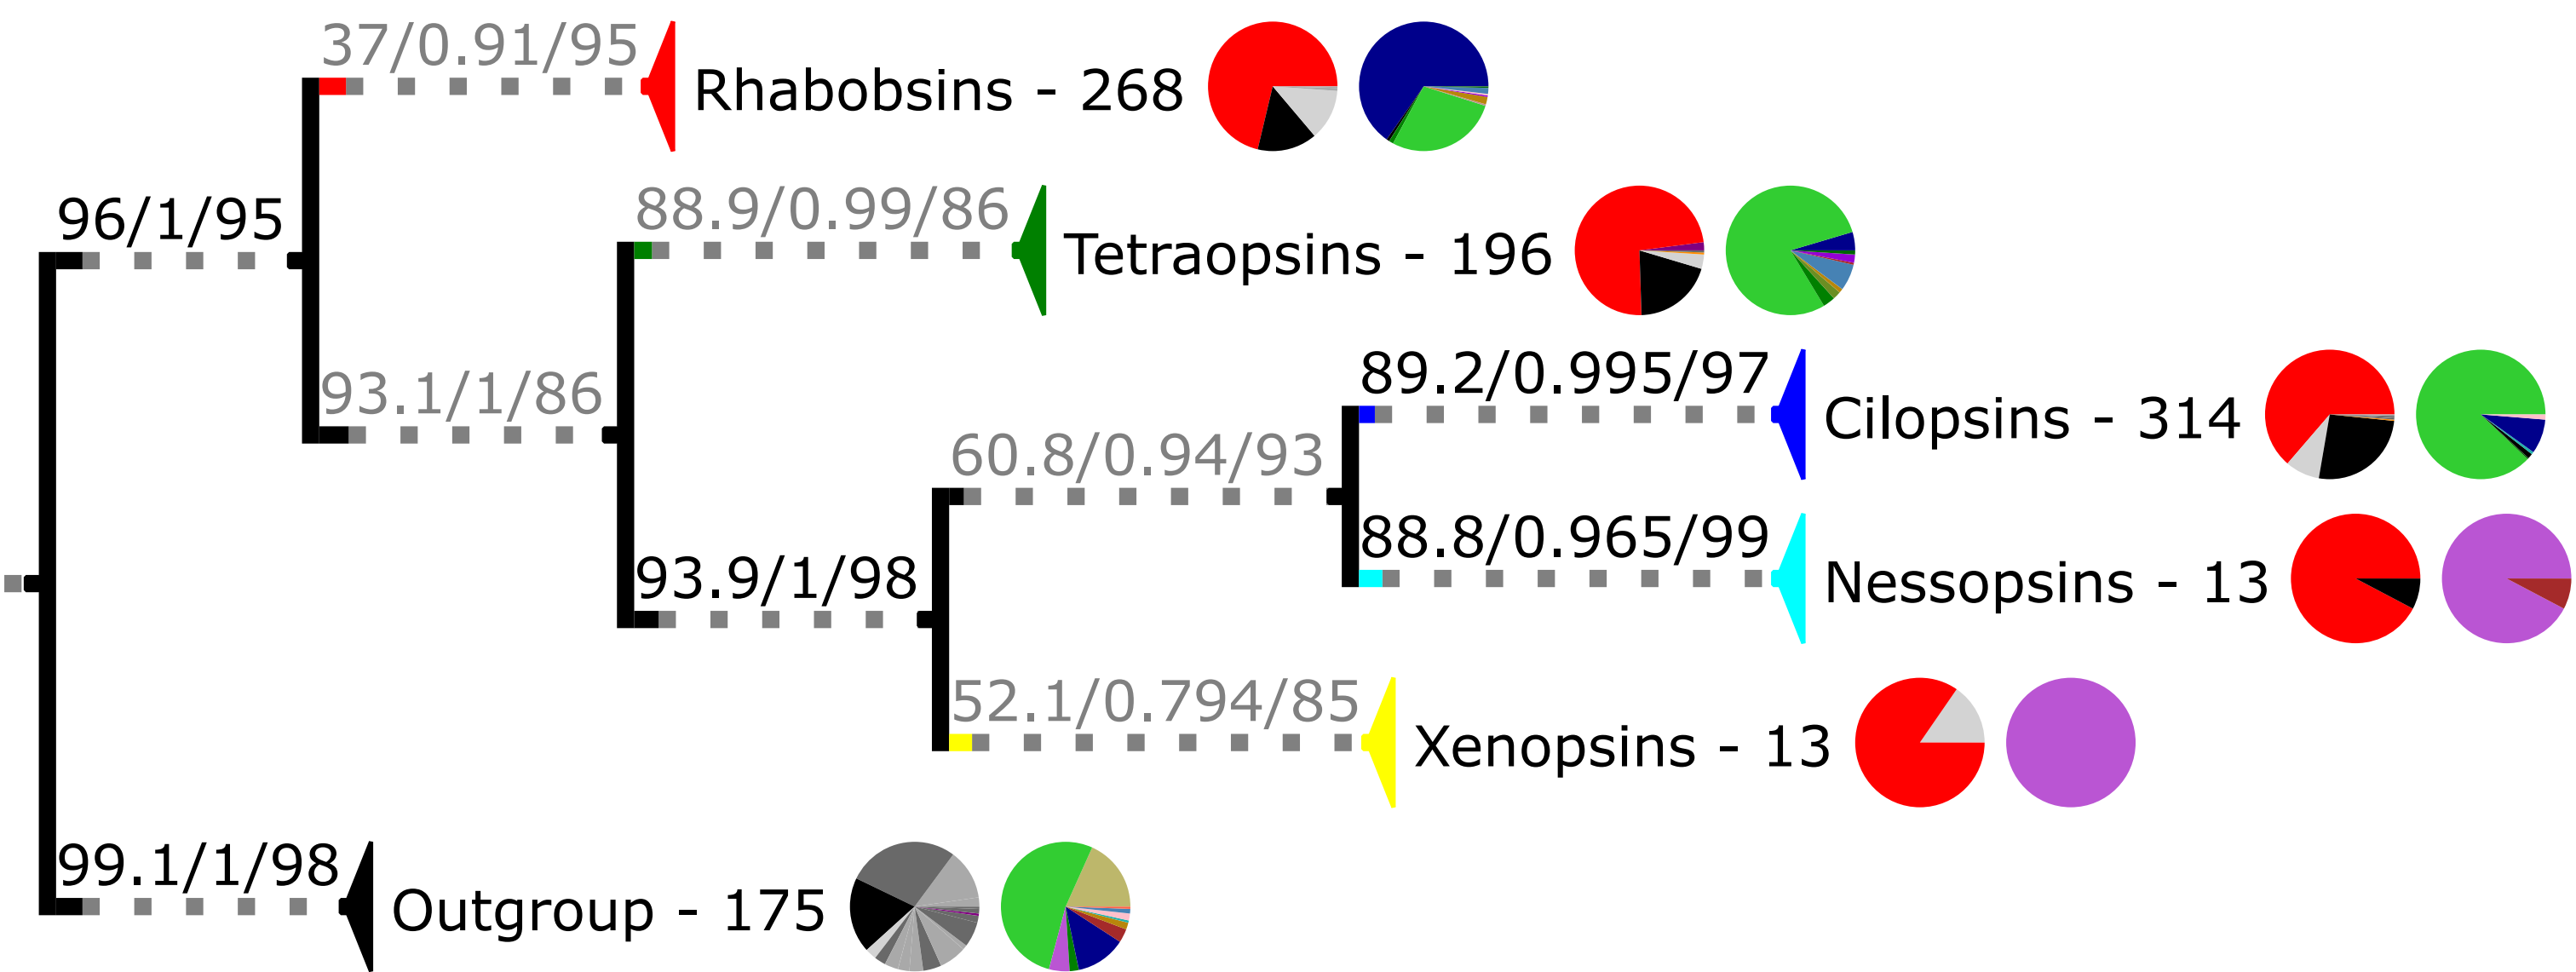 37/0.91/95
Rhabobsins - 268
96/1/95
88.9/0.99/86
Tetraopsins - 196
93.1/1/86
89.2/0.995/97
Cilopsins - 314
60.8/0.94/93
88.8/0.965/99
Nessopsins - 13
93.9/1/98
52.1/0.794/85
Xenopsins - 13
99.1/1/98
Outgroup - 175